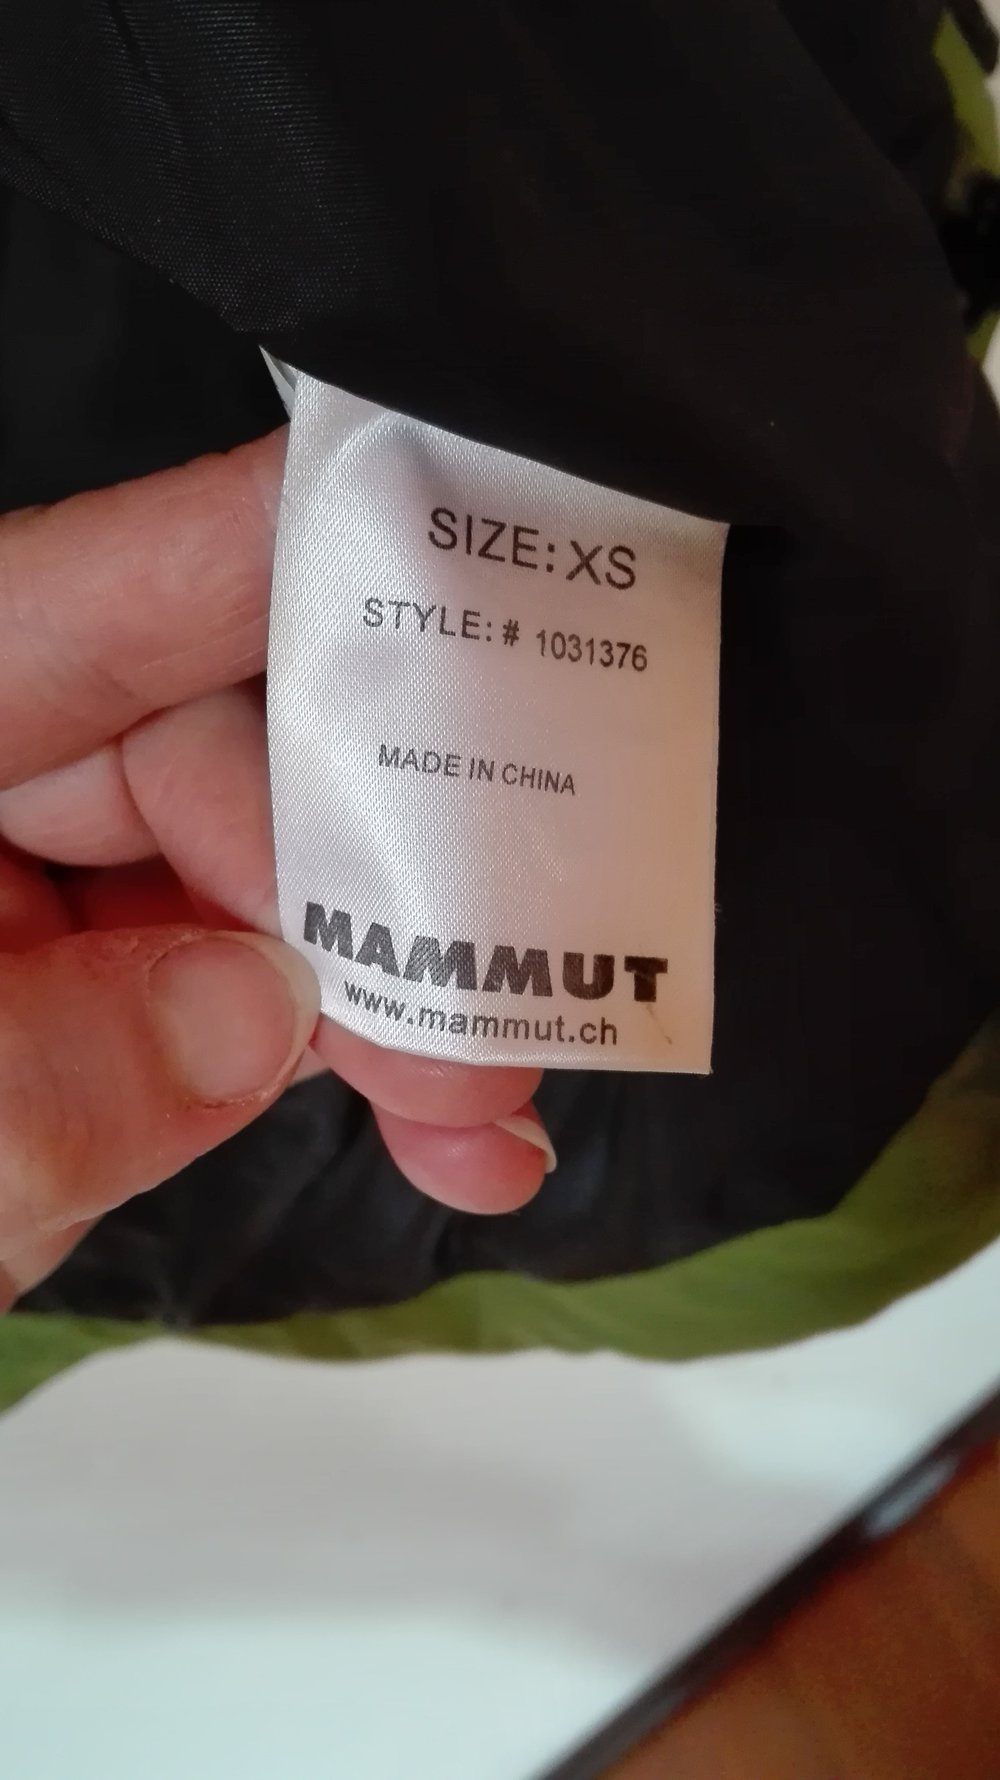 SIZE: XS
STYLE: # 1031376
MADE IN CHINA
MAMMUT
www.mammut.ch